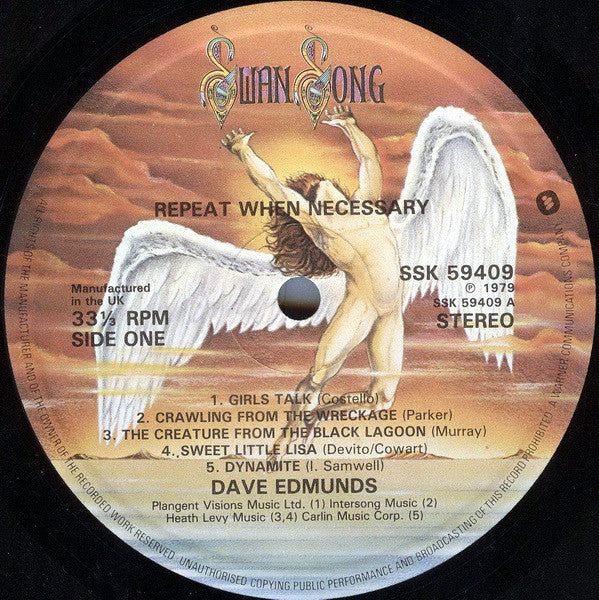 SWAN SONG
REPEAT WHEN NECESSARY
Manufactured
in the UK
33⅓ RPM
SIDE ONE
SSK 59409
Ⓟ 1979
SSK 59409 A
STEREO
1. GIRLS TALK (Costello)
2. CRAWLING FROM THE WRECKAGE (Parker)
3. THE CREATURE FROM THE BLACK LAGOON (Murray)
4. SWEET LITTLE LISA (Devito/Cowart)
5. DYNAMITE (I. Samwell)
DAVE EDMUNDS
Plangent Visions Music Ltd. (1) Intersong Music (2)
Heath Levy Music (3,4) Carlin Music Corp. (5)
ALL RIGHTS OF THE MANUFACTURER AND OF THE OWNER OF THE RECORDED WORK RESERVED. UNAUTHORISED COPYING PUBLIC PERFORMANCE AND BROADCASTING OF THIS RECORD PROHIBITED. A WARNER COMMUNICATIONS COMPANY.